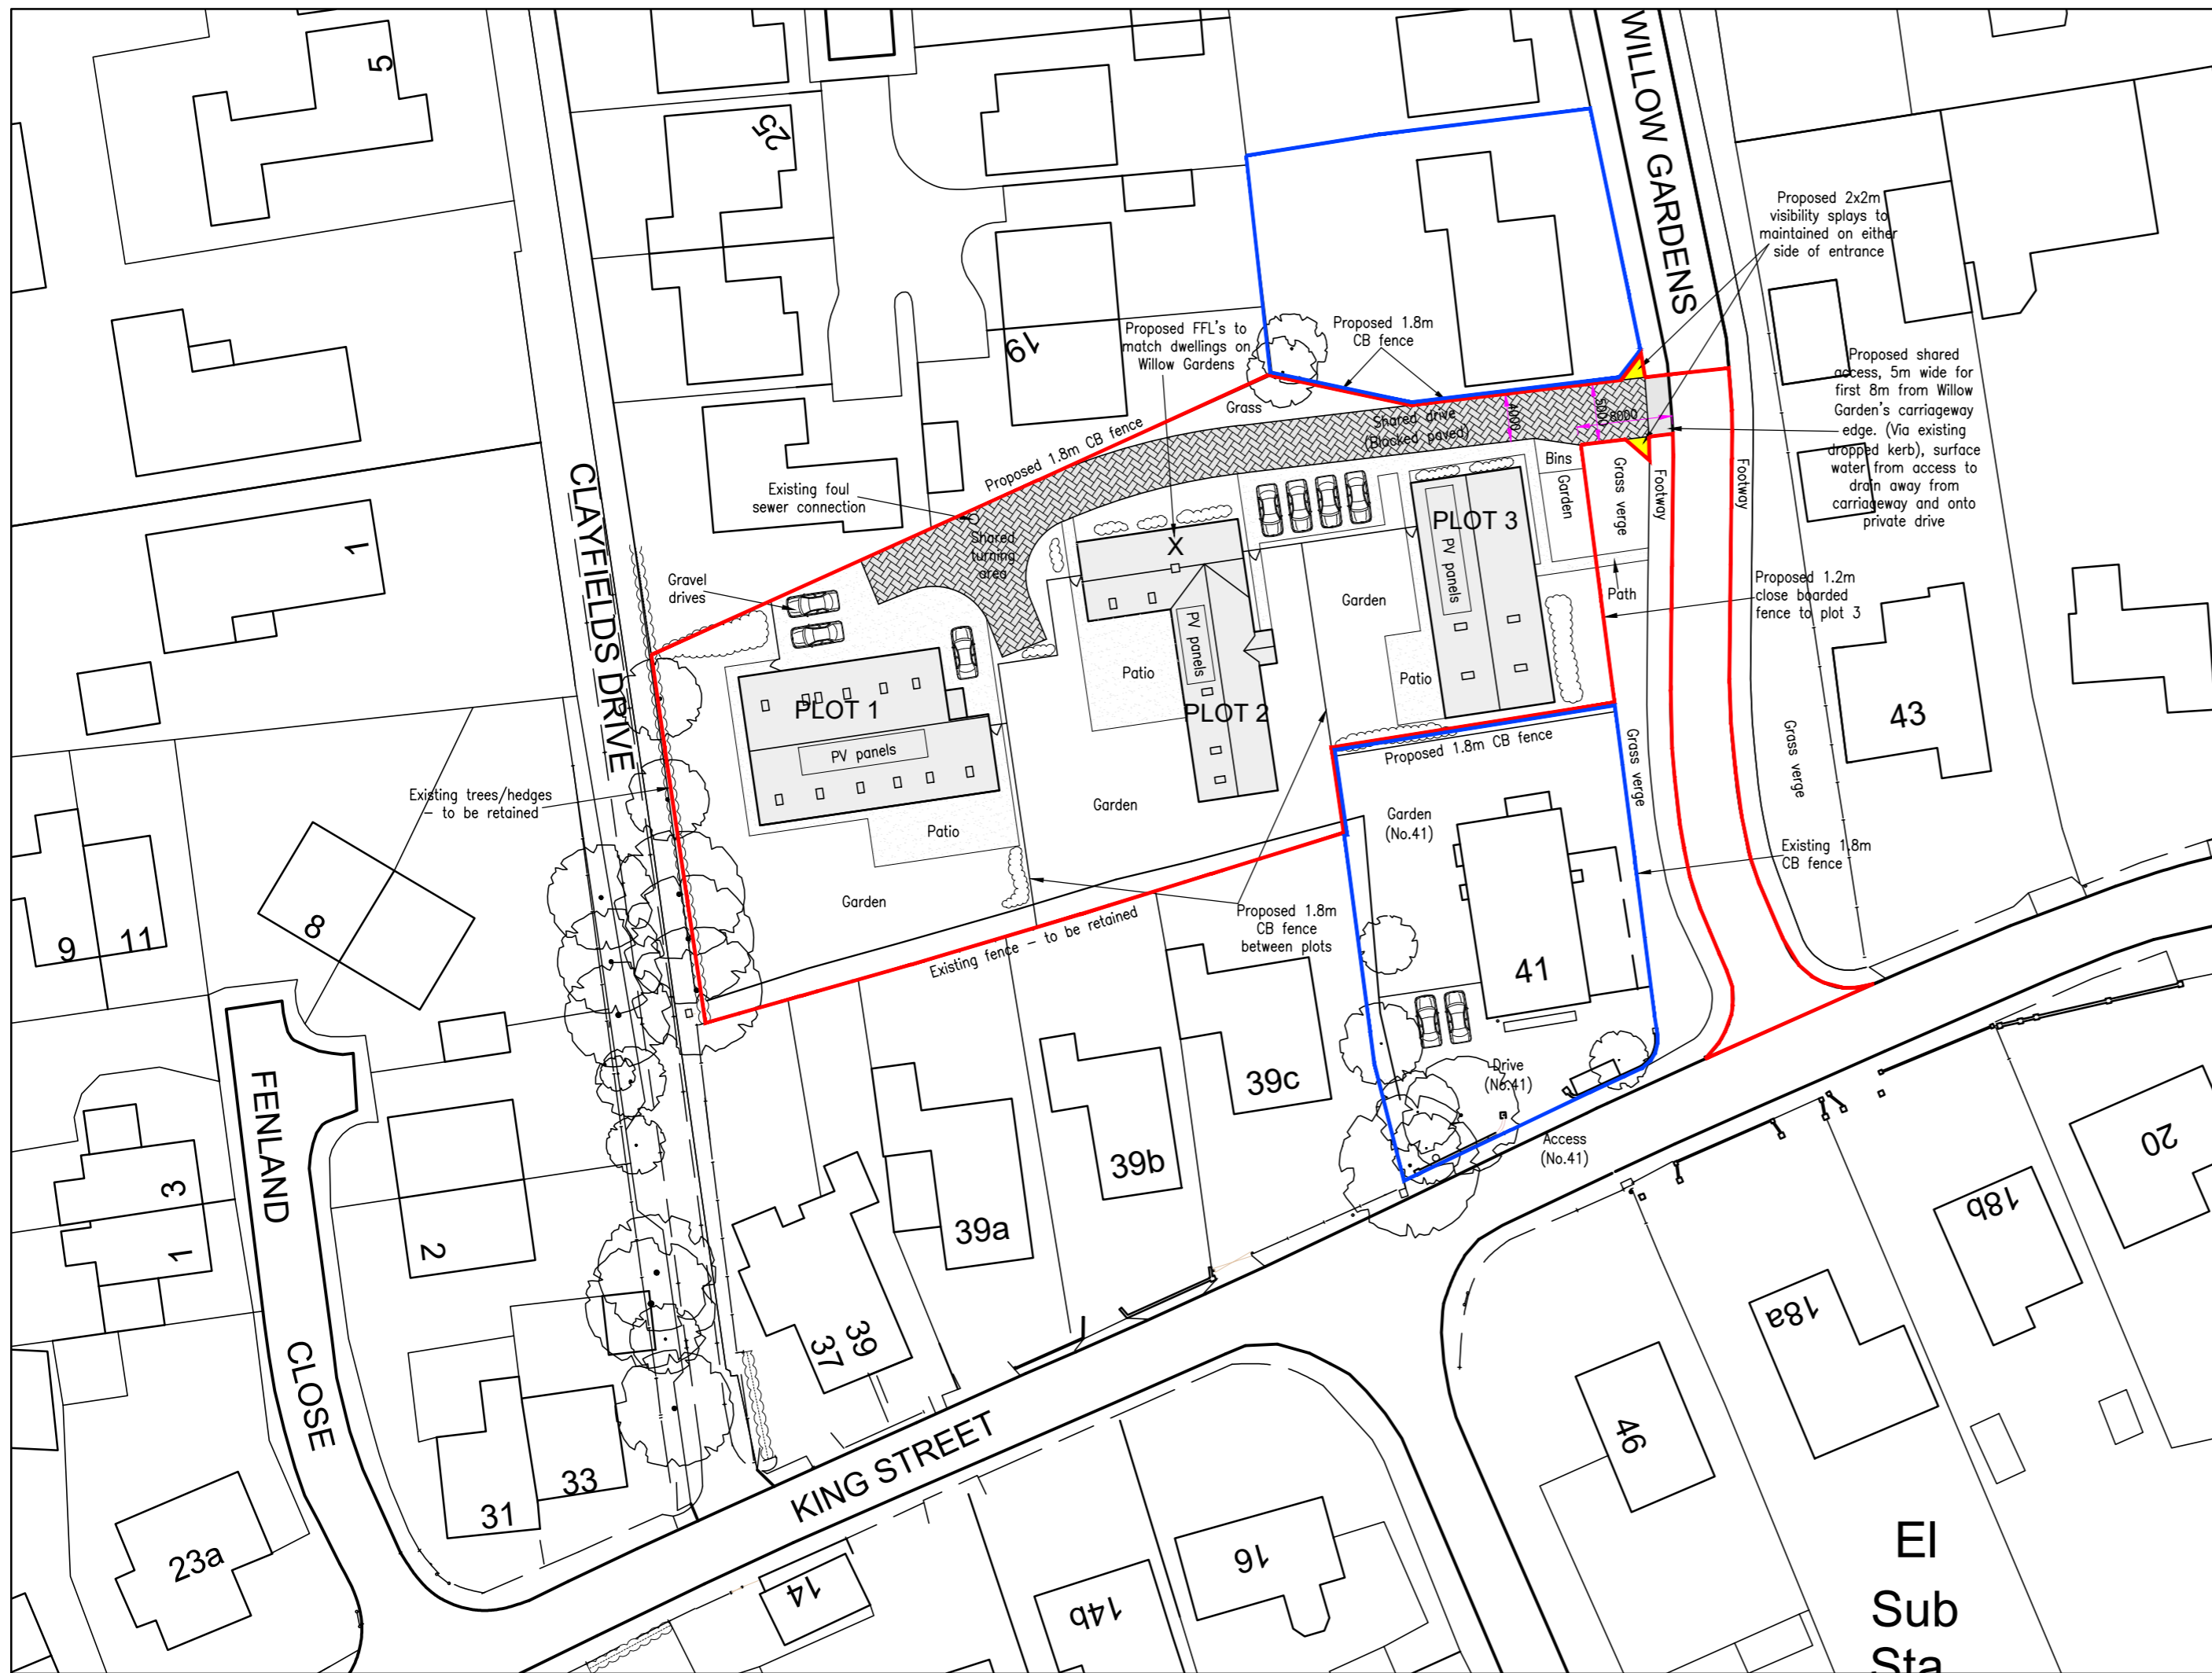 5
25
WILLOW GARDENS
Proposed 2x2m
visibility splays to
maintained on either
side of entrance
19
Proposed FFL's to
match dwellings on
Willow Gardens
Proposed 1.8m
CB fence
Proposed shared
access, 5m wide for
first 8m from Willow
Garden's carriageway
edge. (Via existing
dropped kerb), surface
water from access to
drain away from
carriageway and onto
private drive
Grass
Shared drive
(Blocked paved)
4000
5000
8000
Proposed 1.8m CB fence
Existing foul
sewer connection
Shared
turning
area
Bins
Garden
Grass verge
Footway
Footway
CLAYFIELDS DRIVE
1
X
PLOT 3
PV panels
Gravel
drives
Garden
Path
Proposed 1.2m
close boarded
fence to plot 3
PLOT 1
PV panels
Patio
PV panels
PLOT 2
Patio
43
Grass verge
Grass verge
Proposed 1.8m CB fence
Existing trees/hedges
- to be retained
Garden
Garden
(No.41)
Patio
Existing 1.8m
CB fence
Garden
Proposed 1.8m
CB fence
between plots
Existing fence - to be retained
9
11
8
41
39c
Drive
(No.41)
Access
(No.41)
39b
39a
FENLAND
CLOSE
3
1
2
37
39
20
18b
18a
46
KING STREET
31
33
23a
14
14b
16
El
Sub
Sta